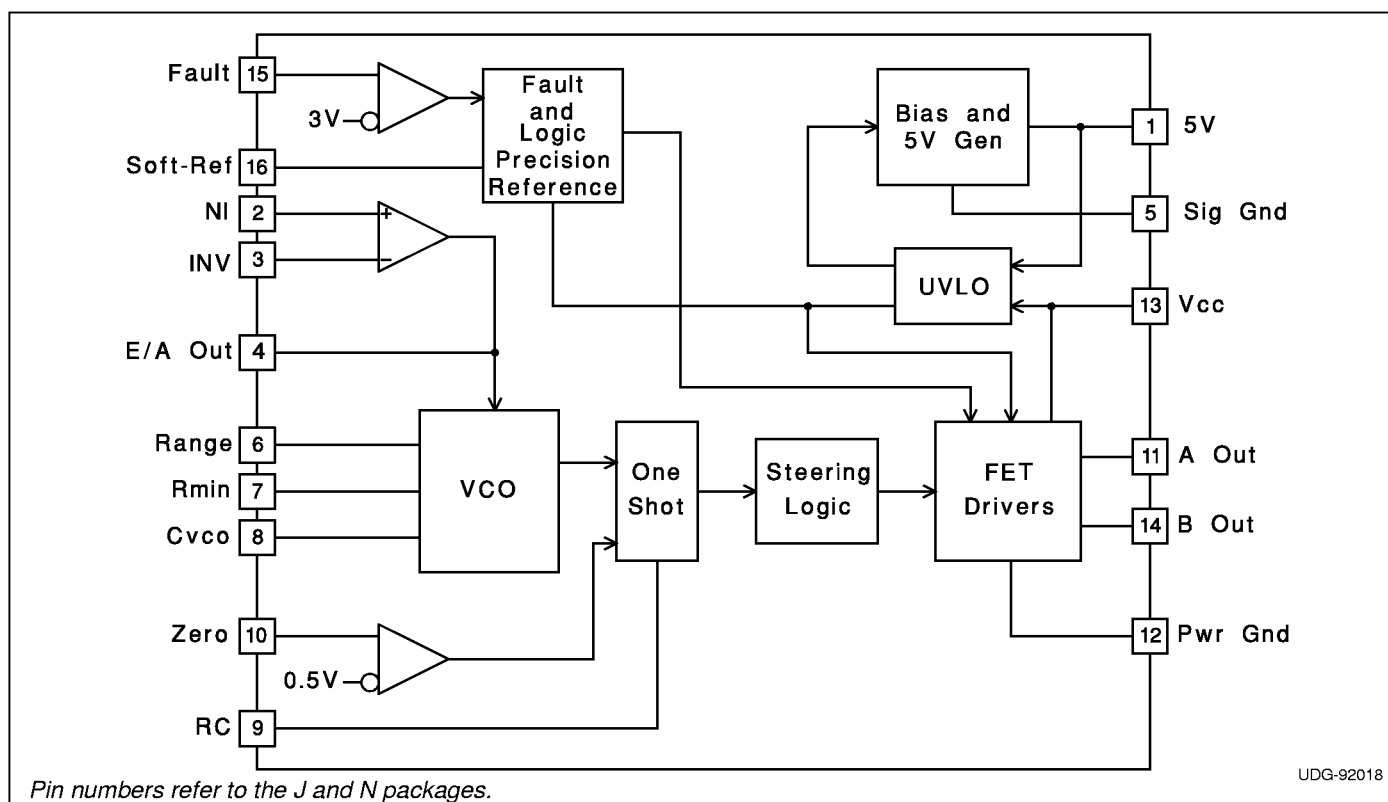 Fault 15
3V
Fault
and
Logic
Precision
Reference
Soft-Ref 16
NI 2
+
INV 3
−
E/A Out 4
Bias and
5V Gen
1 5V
5 Sig Gnd
UVLO
13 Vcc
Range 6
Rmin 7
Cvco 8
VCO
One
Shot
Steering
Logic
FET
Drivers
11 A Out
14 B Out
12 Pwr Gnd
Zero 10
0.5V
RC 9
Pin numbers refer to the J and N packages.
UDG-92018